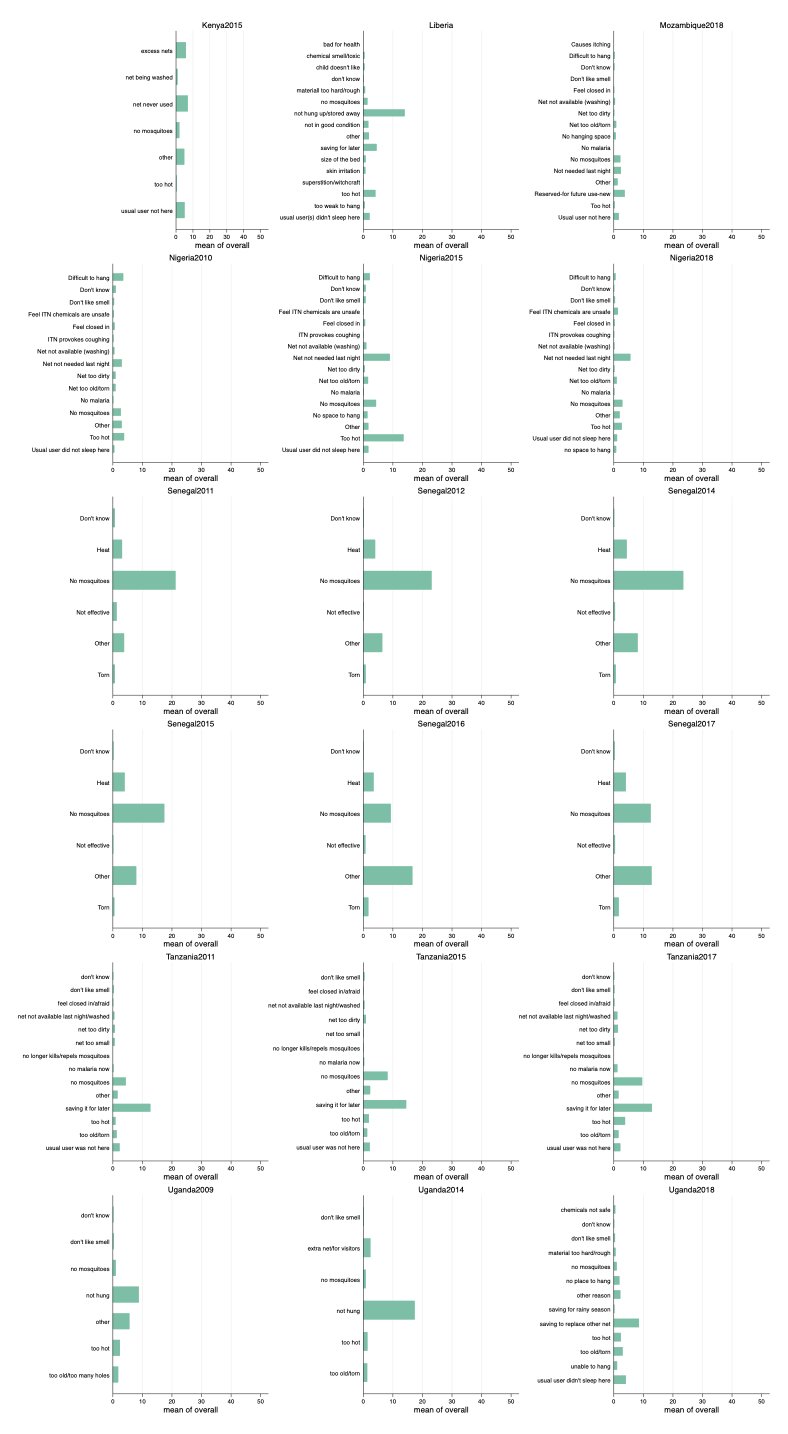 Kenya2015
excess nets
net being washed
net never used
no mosquitoes
other
too hot
usual user not here
0 10 20 30 40 50
mean of overall
Liberia
bad for health
chemical smell/toxic
child doesn't like
don't know
materiall too hard/rough
no mosquitoes
not hung up/stored away
not in good condition
other
saving for later
size of the bed
skin irritation
superstition/witchcraft
too hot
too weak to hang
usual user(s) didn't sleep here
0 10 20 30 40 50
mean of overall
Mozambique2018
Causes itching
Difficult to hang
Don't know
Don't like smell
Feel closed in
Net not available (washing)
Net too dirty
Net too old/torn
No hanging space
No malaria
No mosquitoes
Not needed last night
Other
Reserved-for future use-new
Too hot
Usual user not here
0 10 20 30 40 50
mean of overall
Nigeria2010
Difficult to hang
Don't know
Don't like smell
Feel ITN chemicals are unsafe
Feel closed in
ITN provokes coughing
Net not available (washing)
Net not needed last night
Net too dirty
Net too old/torn
No malaria
No mosquitoes
Other
Too hot
Usual user did not sleep here
0 10 20 30 40 50
mean of overall
Nigeria2015
Difficult to hang
Don't know
Don't like smell
Feel ITN chemicals are unsafe
Feel closed in
ITN provokes coughing
Net not available (washing)
Net not needed last night
Net too dirty
Net too old/torn
No malaria
No mosquitoes
No space to hang
Other
Too hot
Usual user did not sleep here
0 10 20 30 40 50
mean of overall
Nigeria2018
Difficult to hang
Don't know
Don't like smell
Feel ITN chemicals are unsafe
Feel closed in
ITN provokes coughing
Net not available (washing)
Net not needed last night
Net too dirty
Net too old/torn
No malaria
No mosquitoes
Other
Too hot
Usual user did not sleep here
no space to hang
0 10 20 30 40 50
mean of overall
Senegal2011
Don't know
Heat
No mosquitoes
Not effective
Other
Torn
0 10 20 30 40 50
mean of overall
Senegal2012
Don't know
Heat
No mosquitoes
Not effective
Other
Torn
0 10 20 30 40 50
mean of overall
Senegal2014
Don't know
Heat
No mosquitoes
Not effective
Other
Torn
0 10 20 30 40 50
mean of overall
Senegal2015
Don't know
Heat
No mosquitoes
Not effective
Other
Torn
0 10 20 30 40 50
mean of overall
Senegal2016
Don't know
Heat
No mosquitoes
Not effective
Other
Torn
0 10 20 30 40 50
mean of overall
Senegal2017
Don't know
Heat
No mosquitoes
Not effective
Other
Torn
0 10 20 30 40 50
mean of overall
Tanzania2011
don't know
don't like smell
feel closed in/afraid
net not available last night/washed
net too dirty
net too small
no longer kills/repels mosquitoes
no malaria now
no mosquitoes
other
saving it for later
too hot
too old/torn
usual user was not here
0 10 20 30 40 50
mean of overall
Tanzania2015
don't like smell
feel closed in/afraid
net not available last night/washed
net too dirty
net too small
no longer kills/repels mosquitoes
no malaria now
no mosquitoes
other
saving it for later
too hot
too old/torn
usual user was not here
0 10 20 30 40 50
mean of overall
Tanzania2017
don't know
don't like smell
feel closed in/afraid
net not available last night/washed
net too dirty
net too small
no longer kills/repels mosquitoes
no malaria now
no mosquitoes
other
saving it for later
too hot
too old/torn
usual user was not here
0 10 20 30 40 50
mean of overall
Uganda2009
don't know
don't like smell
no mosquitoes
not hung
other
too hot
too old/too many holes
0 10 20 30 40 50
mean of overall
Uganda2014
don't like smell
extra net/for visitors
no mosquitoes
not hung
too hot
too old/torn
0 10 20 30 40 50
mean of overall
Uganda2018
chemicals not safe
don't know
don't like smell
material too hard/rough
no mosquitoes
no place to hang
other reason
saving for rainy season
saving to replace other net
too hot
too old/torn
unable to hang
usual user didn't sleep here
0 10 20 30 40 50
mean of overall